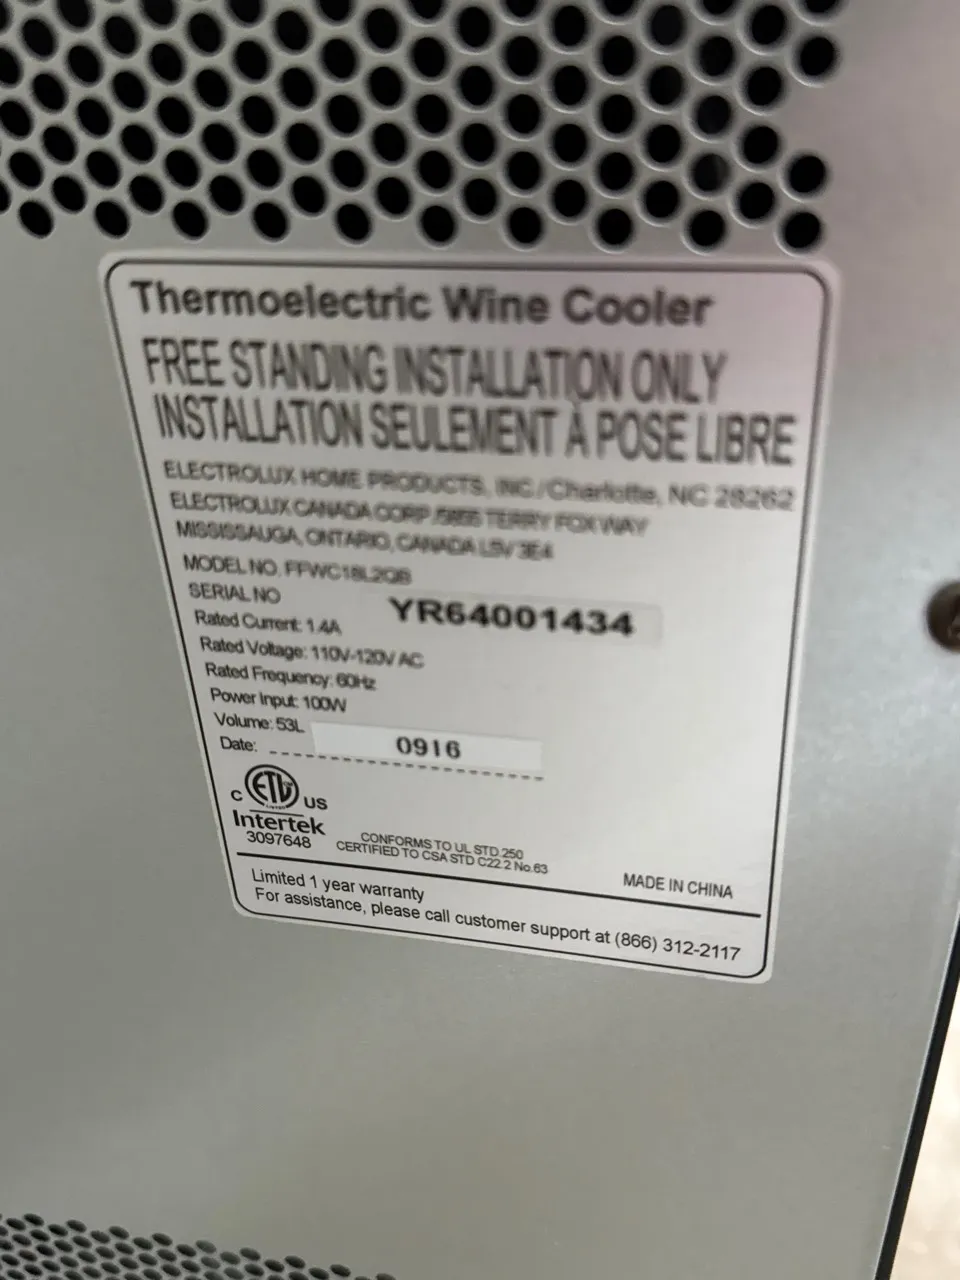 Thermoelectric Wine Cooler
FREE STANDING INSTALLATION ONLY
INSTALLATION SEULEMENT À POSE LIBRE
ELECTROLUX HOME PRODUCTS, INC./Charlotte, NC 28262
ELECTROLUX CANADA CORP./5855 TERRY FOX WAY
MISSISSAUGA, ONTARIO, CANADA L5V 3E4
MODEL NO. FFWC18L2QB
SERIAL NO YR64001434
Rated Current: 1.4A
Rated Voltage: 110V-120V AC
Rated Frequency: 60Hz
Power Input: 100W
Volume: 53L
Date: 0916
C ETL US
LISTED
Intertek
3097648
CONFORMS TO UL STD.250
CERTIFIED TO CSA STD C22.2 No.63
MADE IN CHINA
Limited 1 year warranty
For assistance, please call customer support at (866) 312-2117